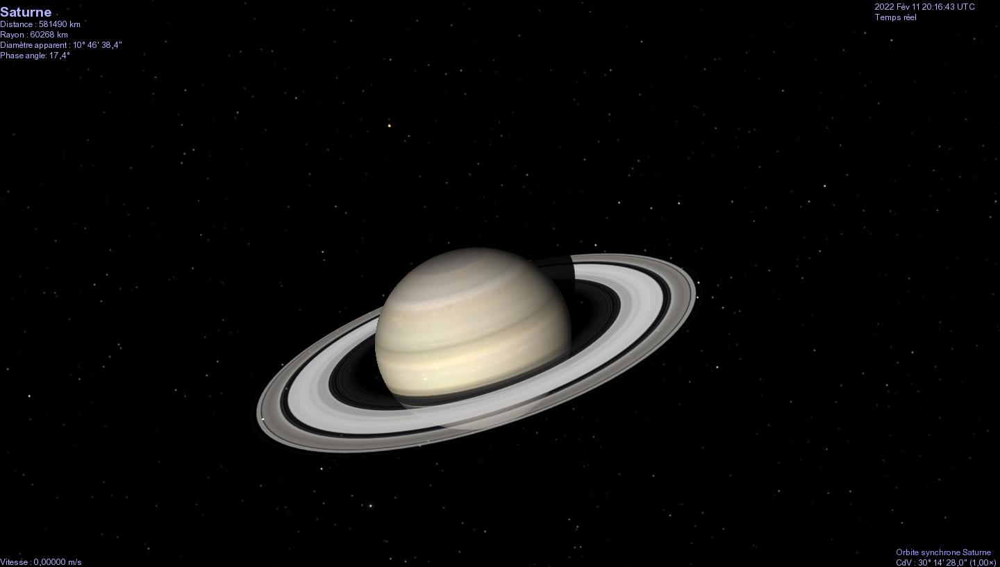 Saturne
Distance : 581490 km
Rayon : 60268 km
Diamètre apparent : 10° 46' 38,4"
Phase angle: 17,4°
2022 Fév 11 20:16:43 UTC
Temps réel
Vitesse : 0,00000 m/s
Orbite synchrone Saturne
CdV : 30° 14' 28,0" (1,00×)